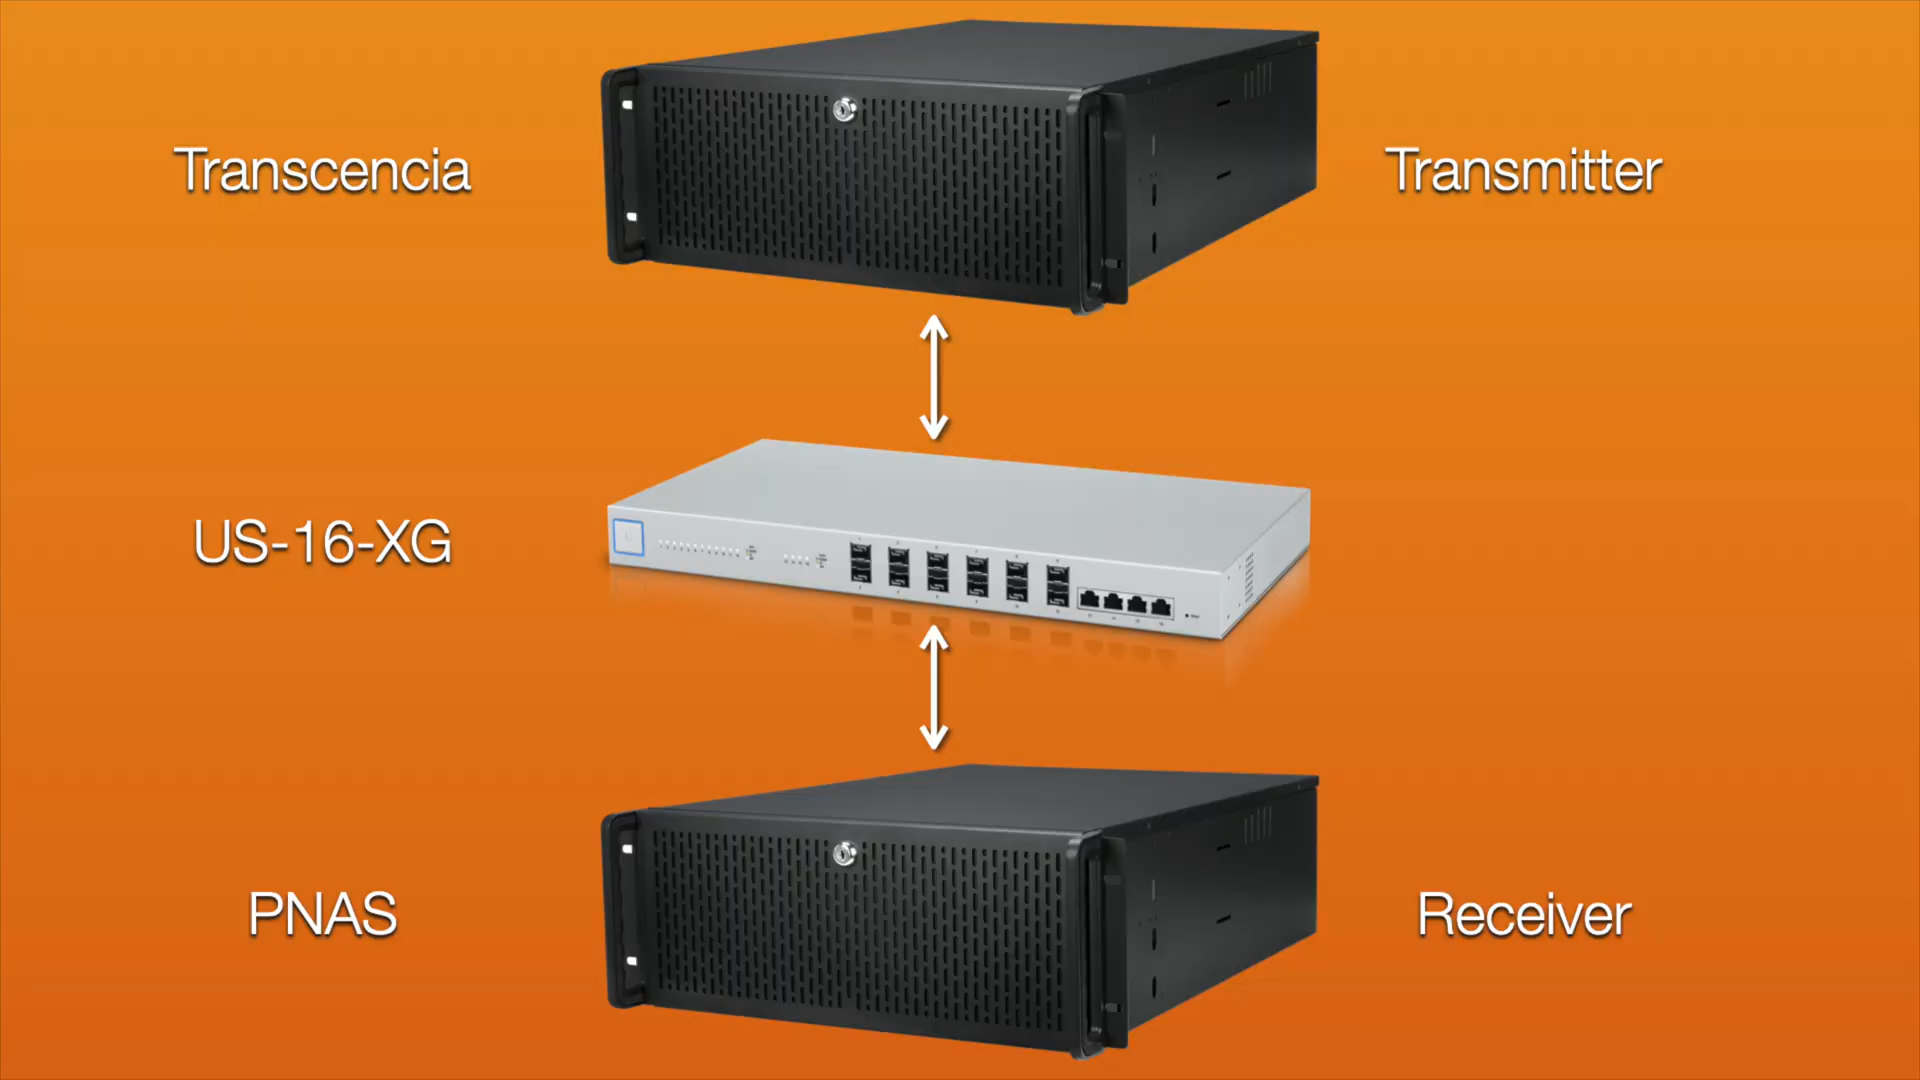 Transcencia
Transmitter
US-16-XG
PNAS
Receiver